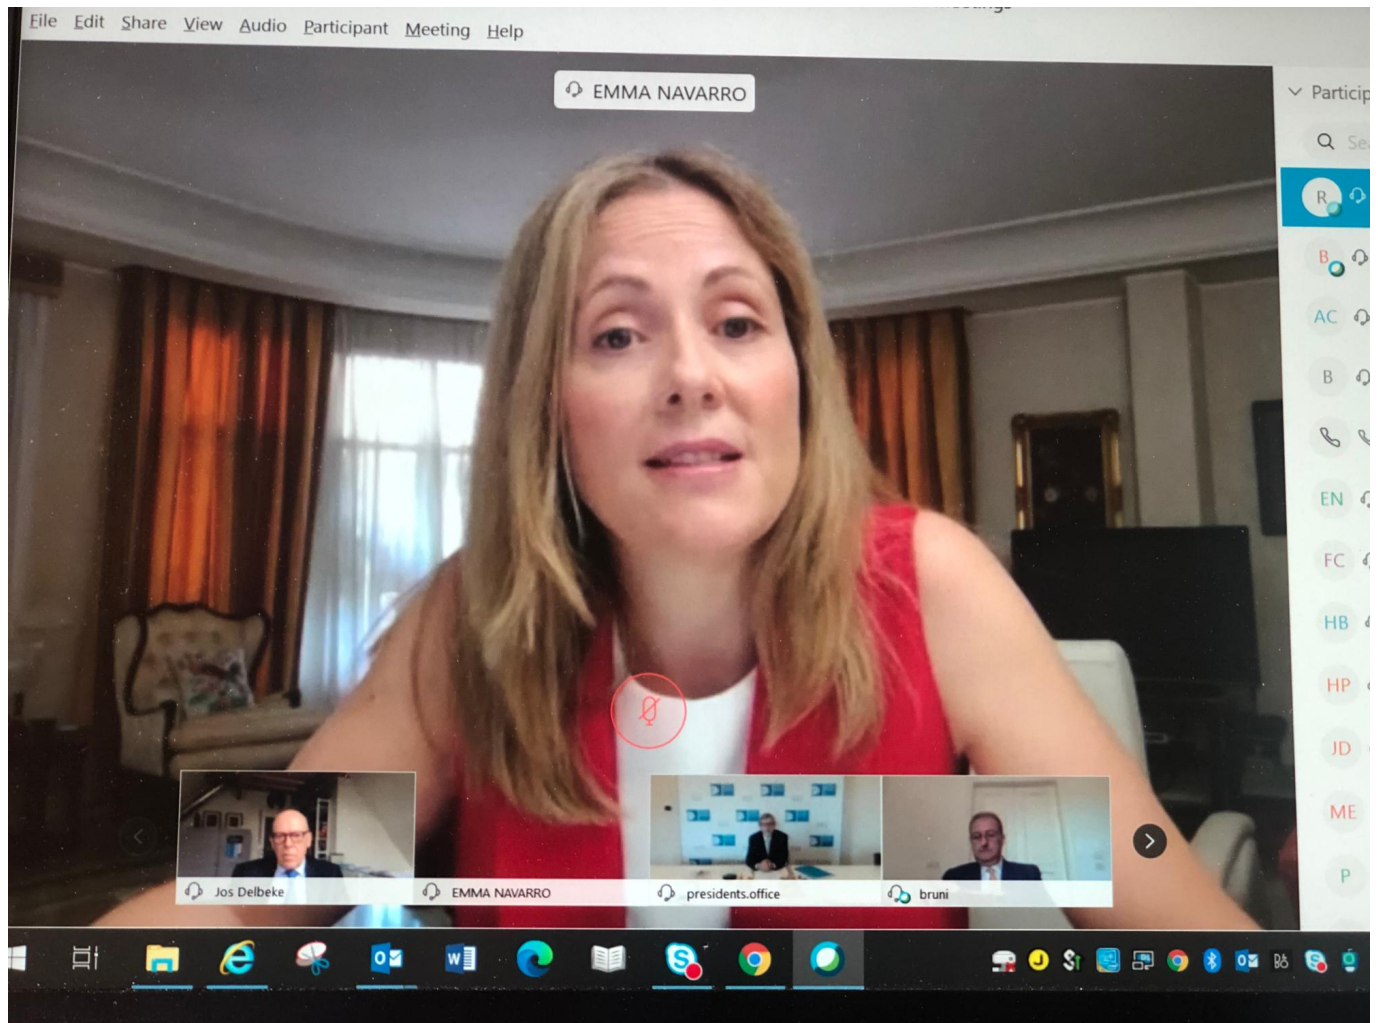 File Edit Share View Audio Participant Meeting Help
EMMA NAVARRO
R
B
AC
B
EN
FC
HB
HP
JD
ME
P
Jos Delbeke
EMMA NAVARRO
presidents.office
bruni